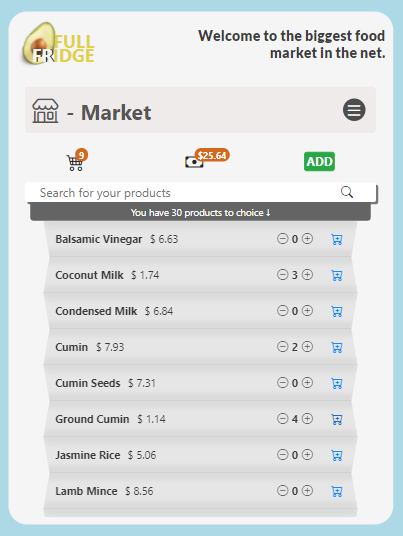 FULL
FRIDGE
Welcome to the biggest food
market in the net.
- Market
9
$25.64
ADD
Search for your products
You have 30 products to choice ↓
Balsamic Vinegar $ 6.63 0
Coconut Milk $ 1.74 3
Condensed Milk $ 6.84 0
Cumin $ 7.93 2
Cumin Seeds $ 7.31 0
Ground Cumin $ 1.14 4
Jasmine Rice $ 5.06 0
Lamb Mince $ 8.56 0